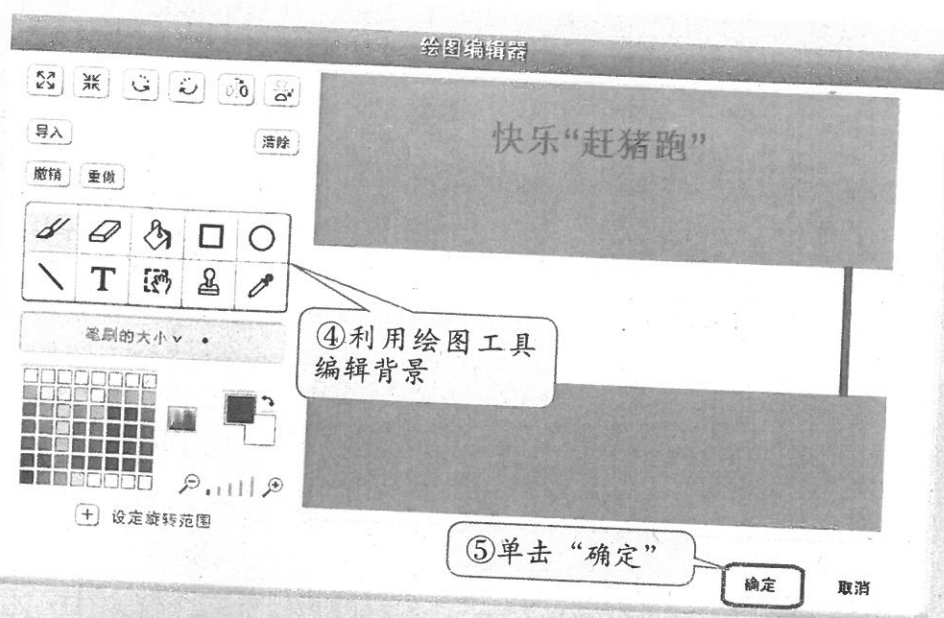 绘图编辑器
导入
清除
撤销 重做
快乐“赶猪跑”
T
笔刷的大小
④利用绘图工具
编辑背景
设定旋转范围
⑤单击“确定”
确定 取消